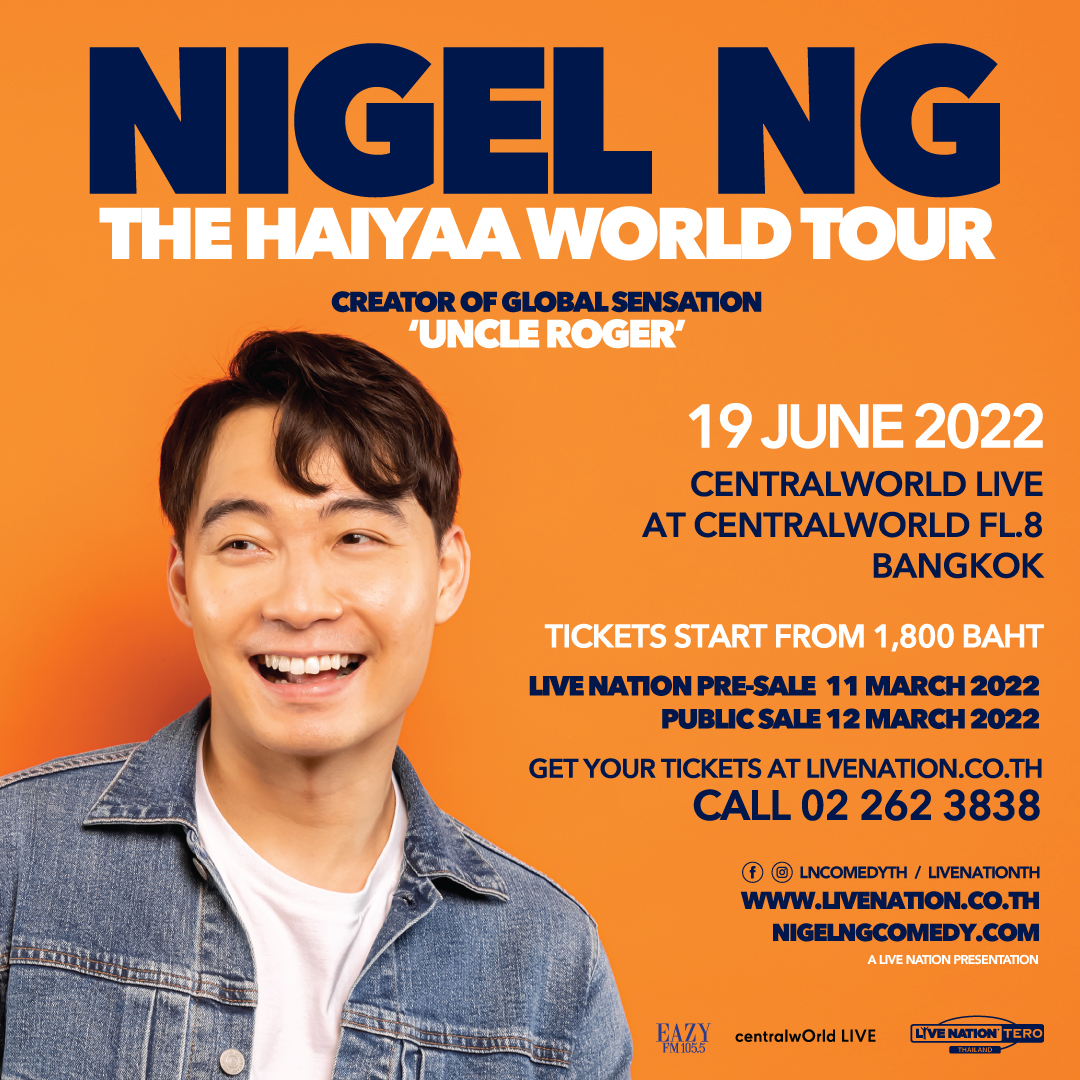 NIGEL NG
THE HAIYAA WORLD TOUR
CREATOR OF GLOBAL SENSATION
‘UNCLE ROGER’
19 JUNE 2022
CENTRALWORLD LIVE
AT CENTRALWORLD FL.8
BANGKOK
TICKETS START FROM 1,800 BAHT
LIVE NATION PRE-SALE 11 MARCH 2022
PUBLIC SALE 12 MARCH 2022
GET YOUR TICKETS AT LIVENATION.CO.TH
CALL 02 262 3838
LNCOMEDYTH / LIVENATIONTH
WWW.LIVENATION.CO.TH
NIGELNGCOMEDY.COM
A LIVE NATION PRESENTATION
EAZY
FM 105.5
centralwOrld LIVE
LIVE NATION TERO
THAILAND